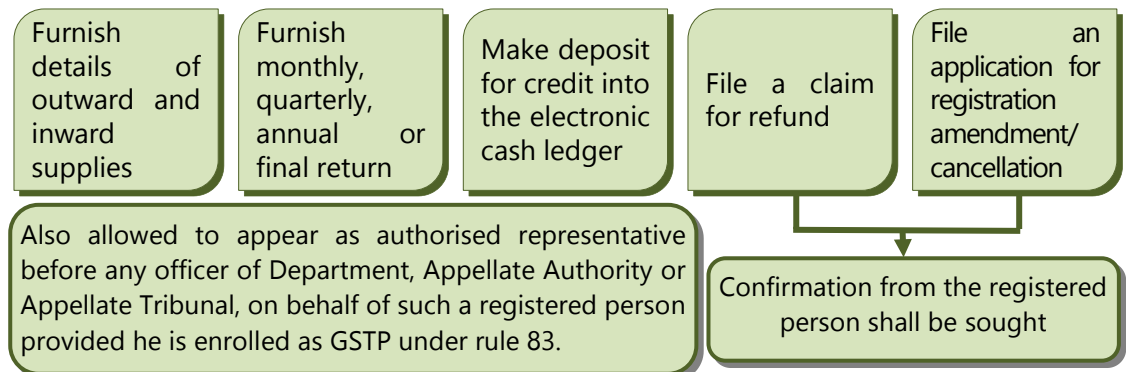 Furnish
details of
outward and
inward
supplies
Furnish
monthly,
quarterly,
annual or
final return
Make deposit
for credit into
the electronic
cash ledger
File a claim
for refund
File an
application for
registration
amendment/
cancellation
Also allowed to appear as authorised representative
before any officer of Department, Appellate Authority or
Appellate Tribunal, on behalf of such a registered person
provided he is enrolled as GSTP under rule 83.
Confirmation from the registered
person shall be sought